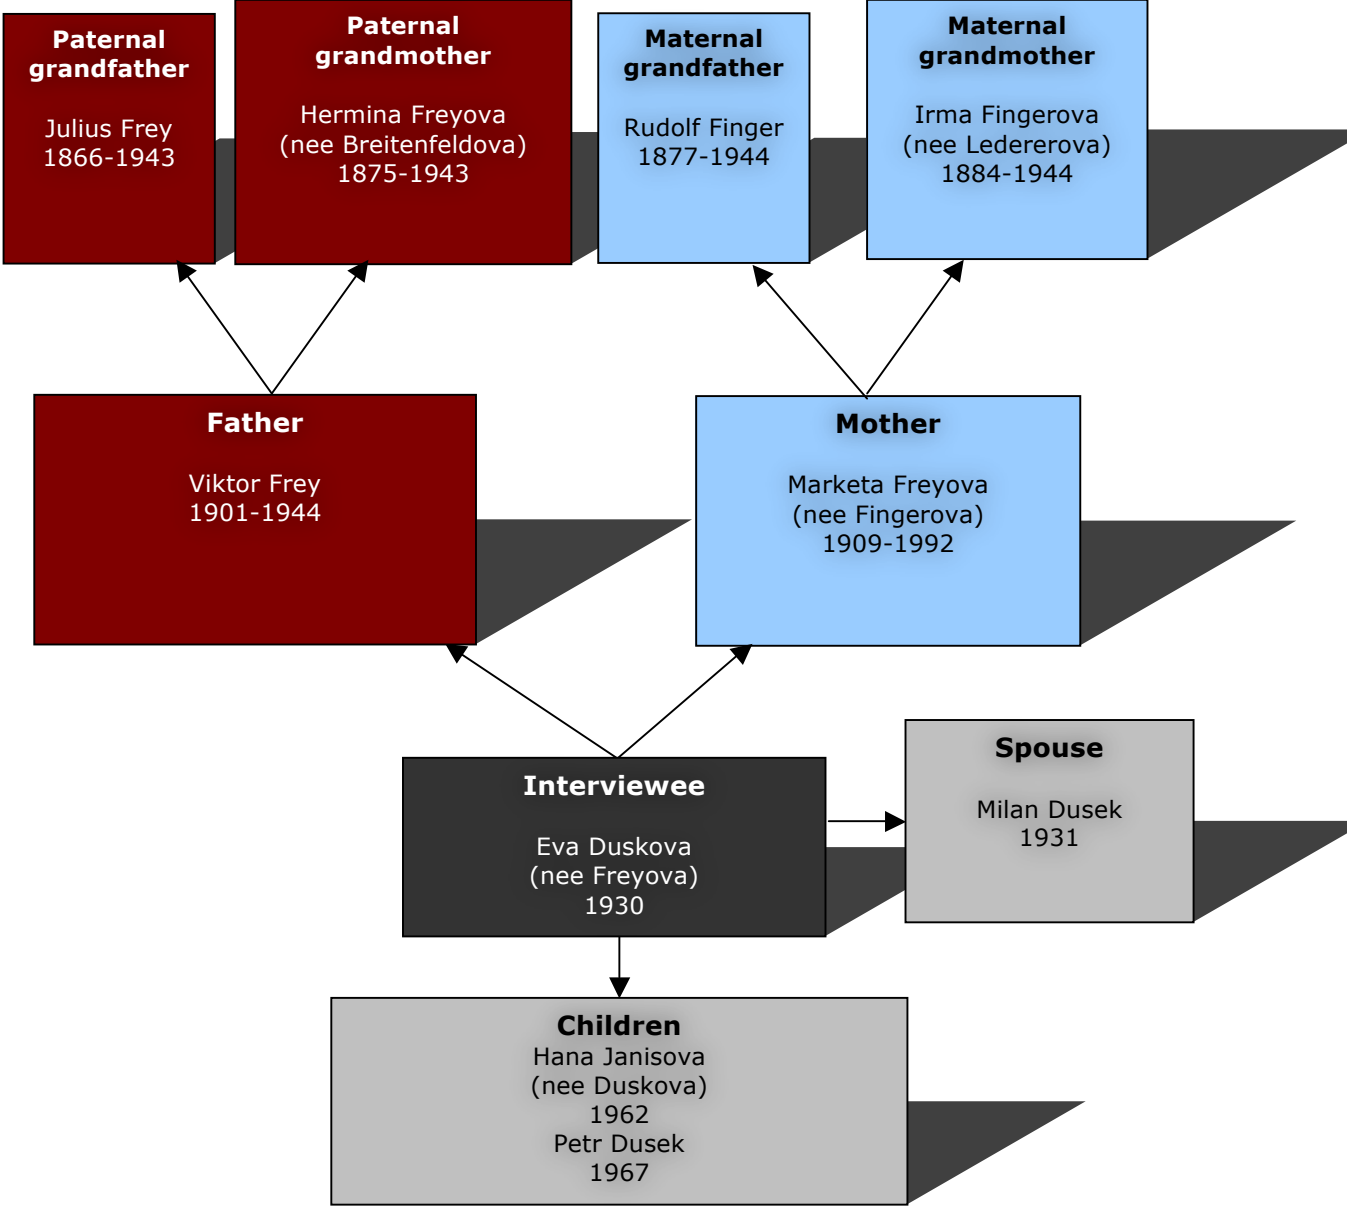 Paternal
grandfather
Julius Frey
1866-1943
Paternal
grandmother
Hermina Freyova
(nee Breitenfeldova)
1875-1943
Maternal
grandfather
Rudolf Finger
1877-1944
Maternal
grandmother
Irma Fingerova
(nee Ledererova)
1884-1944
Father
Viktor Frey
1901-1944
Mother
Marketa Freyova
(nee Fingerova)
1909-1992
Interviewee
Eva Duskova
(nee Freyova)
1930
Spouse
Milan Dusek
1931
Children
Hana Janisova
(nee Duskova)
1962
Petr Dusek
1967